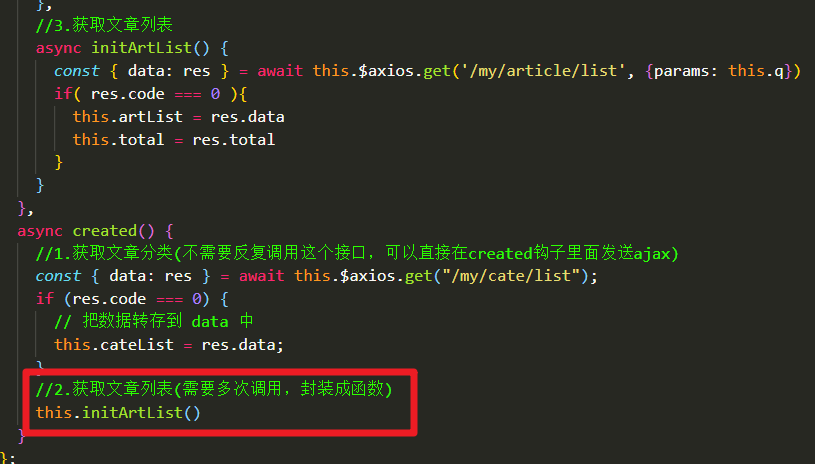 },
//3.获取文章列表
async initArtList() {
const { data: res } = await this.$axios.get('/my/article/list', {params: this.q})
if( res.code === 0 ){
this.artList = res.data
this.total = res.total
}
}
},
async created() {
//1.获取文章分类(不需要反复调用这个接口，可以直接在created钩子里面发送ajax)
const { data: res } = await this.$axios.get("/my/cate/list");
if (res.code === 0) {
// 把数据转存到 data 中
this.cateList = res.data;
}
//2.获取文章列表(需要多次调用，封装成函数)
this.initArtList()
}
};